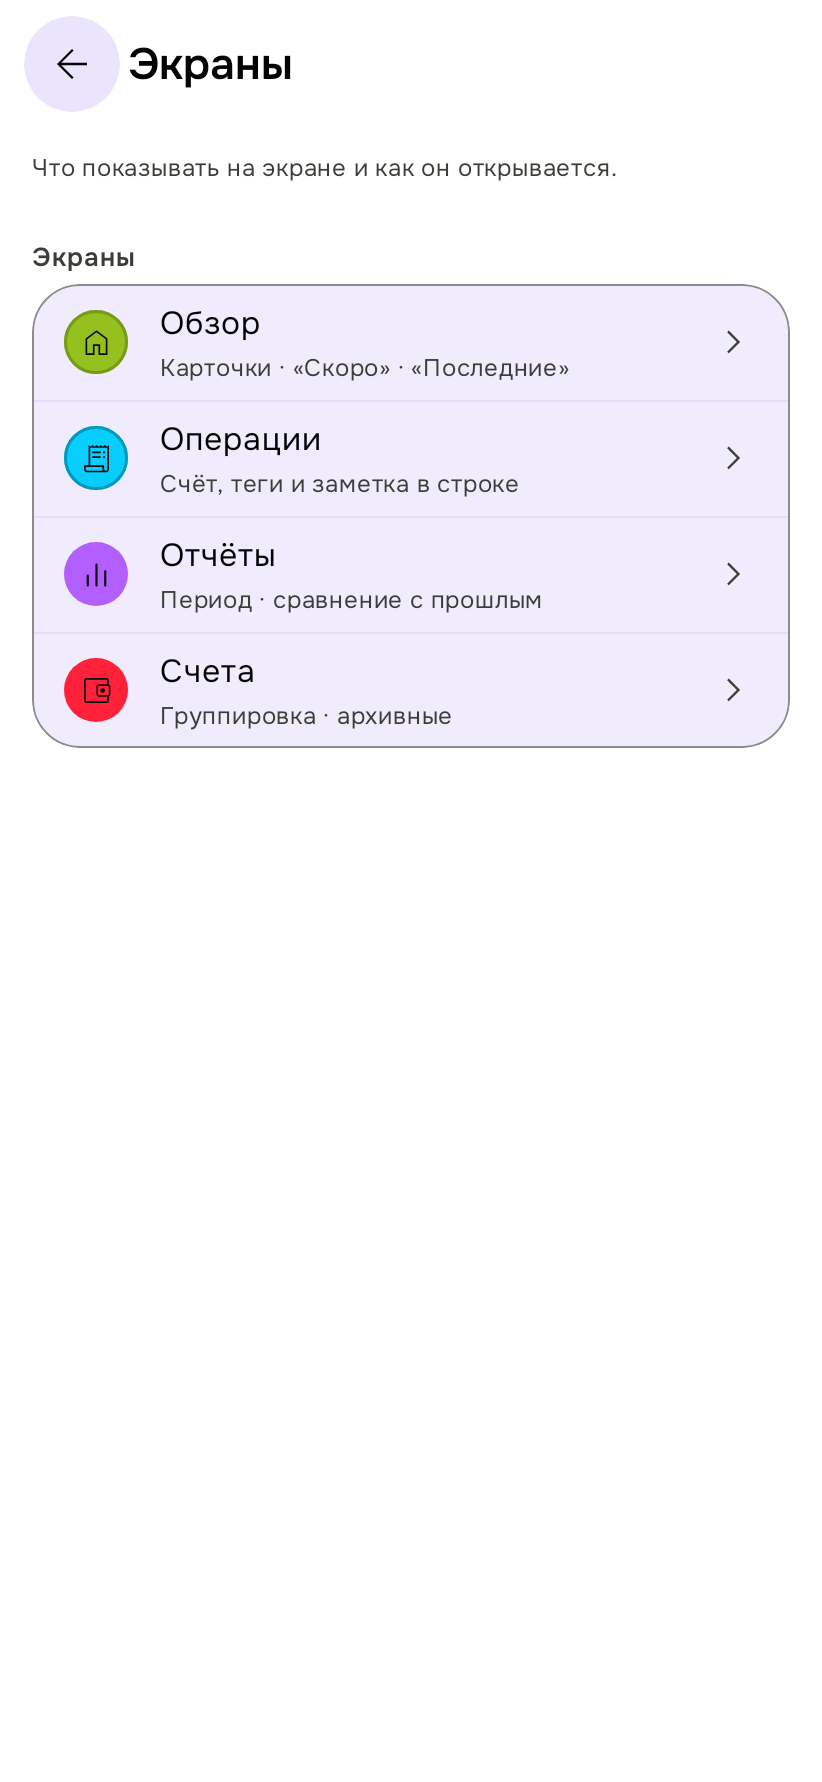 Экраны
Что показывать на экране и как он открывается.
Экраны
Обзор
Карточки · «Скоро» · «Последние»
Операции
Счёт, теги и заметка в строке
Отчёты
Период · сравнение с прошлым
Счета
Группировка · архивные